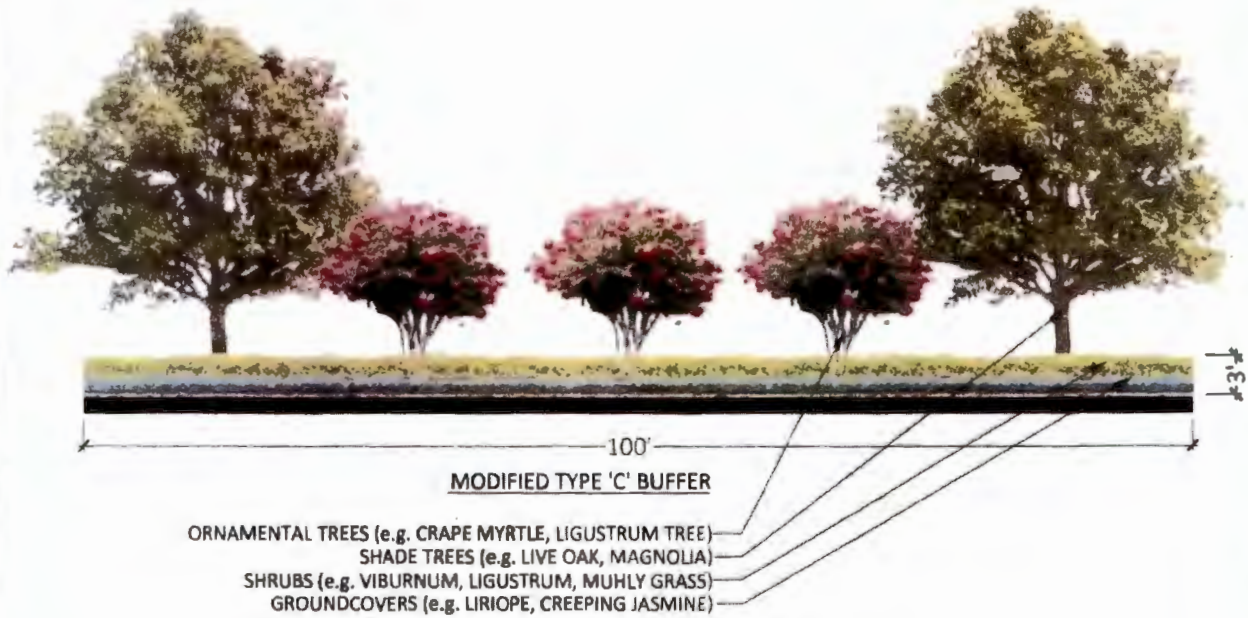 3'
100'
MODIFIED TYPE 'C' BUFFER
ORNAMENTAL TREES (e.g. CRAPE MYRTLE, LIGUSTRUM TREE)
SHADE TREES (e.g. LIVE OAK, MAGNOLIA)
SHRUBS (e.g. VIBURNUM, LIGUSTRUM, MUHLY GRASS)
GROUNDCOVERS (e.g. LIRIOPE, CREEPING JASMINE)